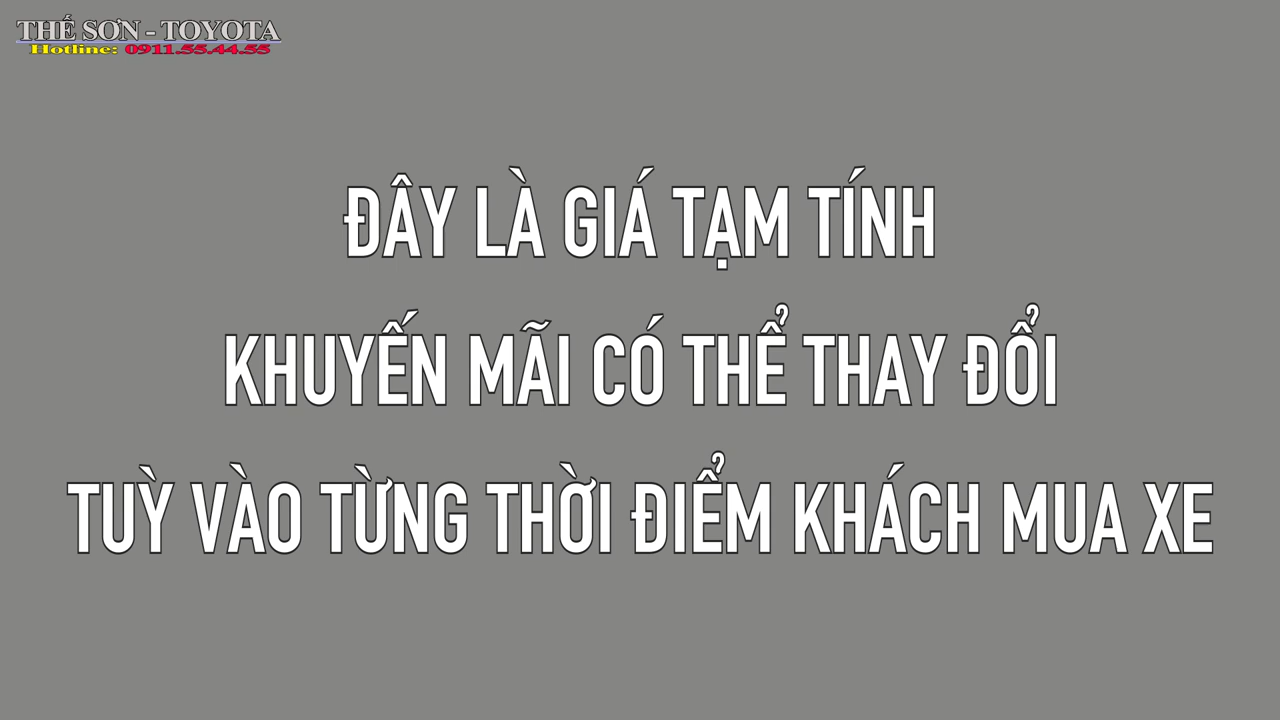 THẾ SƠN - TOYOTA
Hotline: 0911.55.44.55
ĐÂY LÀ GIÁ TẠM TÍNH
KHUYẾN MÃI CÓ THỂ THAY ĐỔI
TUỲ VÀO TỪNG THỜI ĐIỂM KHÁCH MUA XE